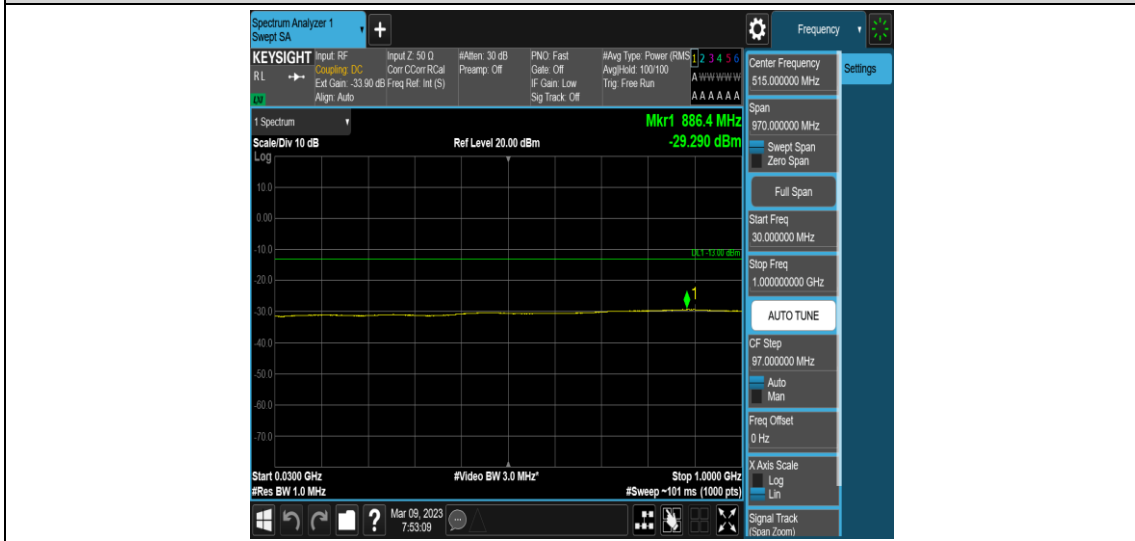 Spectrum Analyzer 1
Swept SA
+
Frequency
KEYSIGHT
RL
LXI
Input: RF
Coupling: DC
Ext Gain: -33.90 dB
Align: Auto
Input Z: 50 Ω
Corr CCorr RCal
Freq Ref: Int (S)
#Atten: 30 dB
Preamp: Off
PNO: Fast
Gate: Off
IF Gain: Low
Sig Track: Off
#Avg Type: Power (RMS
Avg|Hold: 100/100
Trig: Free Run
1 2 3 4 5 6
A W W W W W
A A A A A A
1 Spectrum
Mkr1 886.4 MHz
-29.290 dBm
Scale/Div 10 dB
Ref Level 20.00 dBm
Log
10.0
0.00
-10.0
DL1 -13.00 dBm
-20.0
1
-30.0
-40.0
-50.0
-60.0
-70.0
Start 0.0300 GHz
#Video BW 3.0 MHz*
Stop 1.0000 GHz
#Res BW 1.0 MHz
#Sweep ~101 ms (1000 pts)
?
Mar 09, 2023
7:53:09
Center Frequency
515.000000 MHz
Settings
Span
970.000000 MHz
Swept Span
Zero Span
Full Span
Start Freq
30.000000 MHz
Stop Freq
1.000000000 GHz
AUTO TUNE
CF Step
97.000000 MHz
Auto
Man
Freq Offset
0 Hz
X Axis Scale
Log
Lin
Signal Track
(Span Zoom)